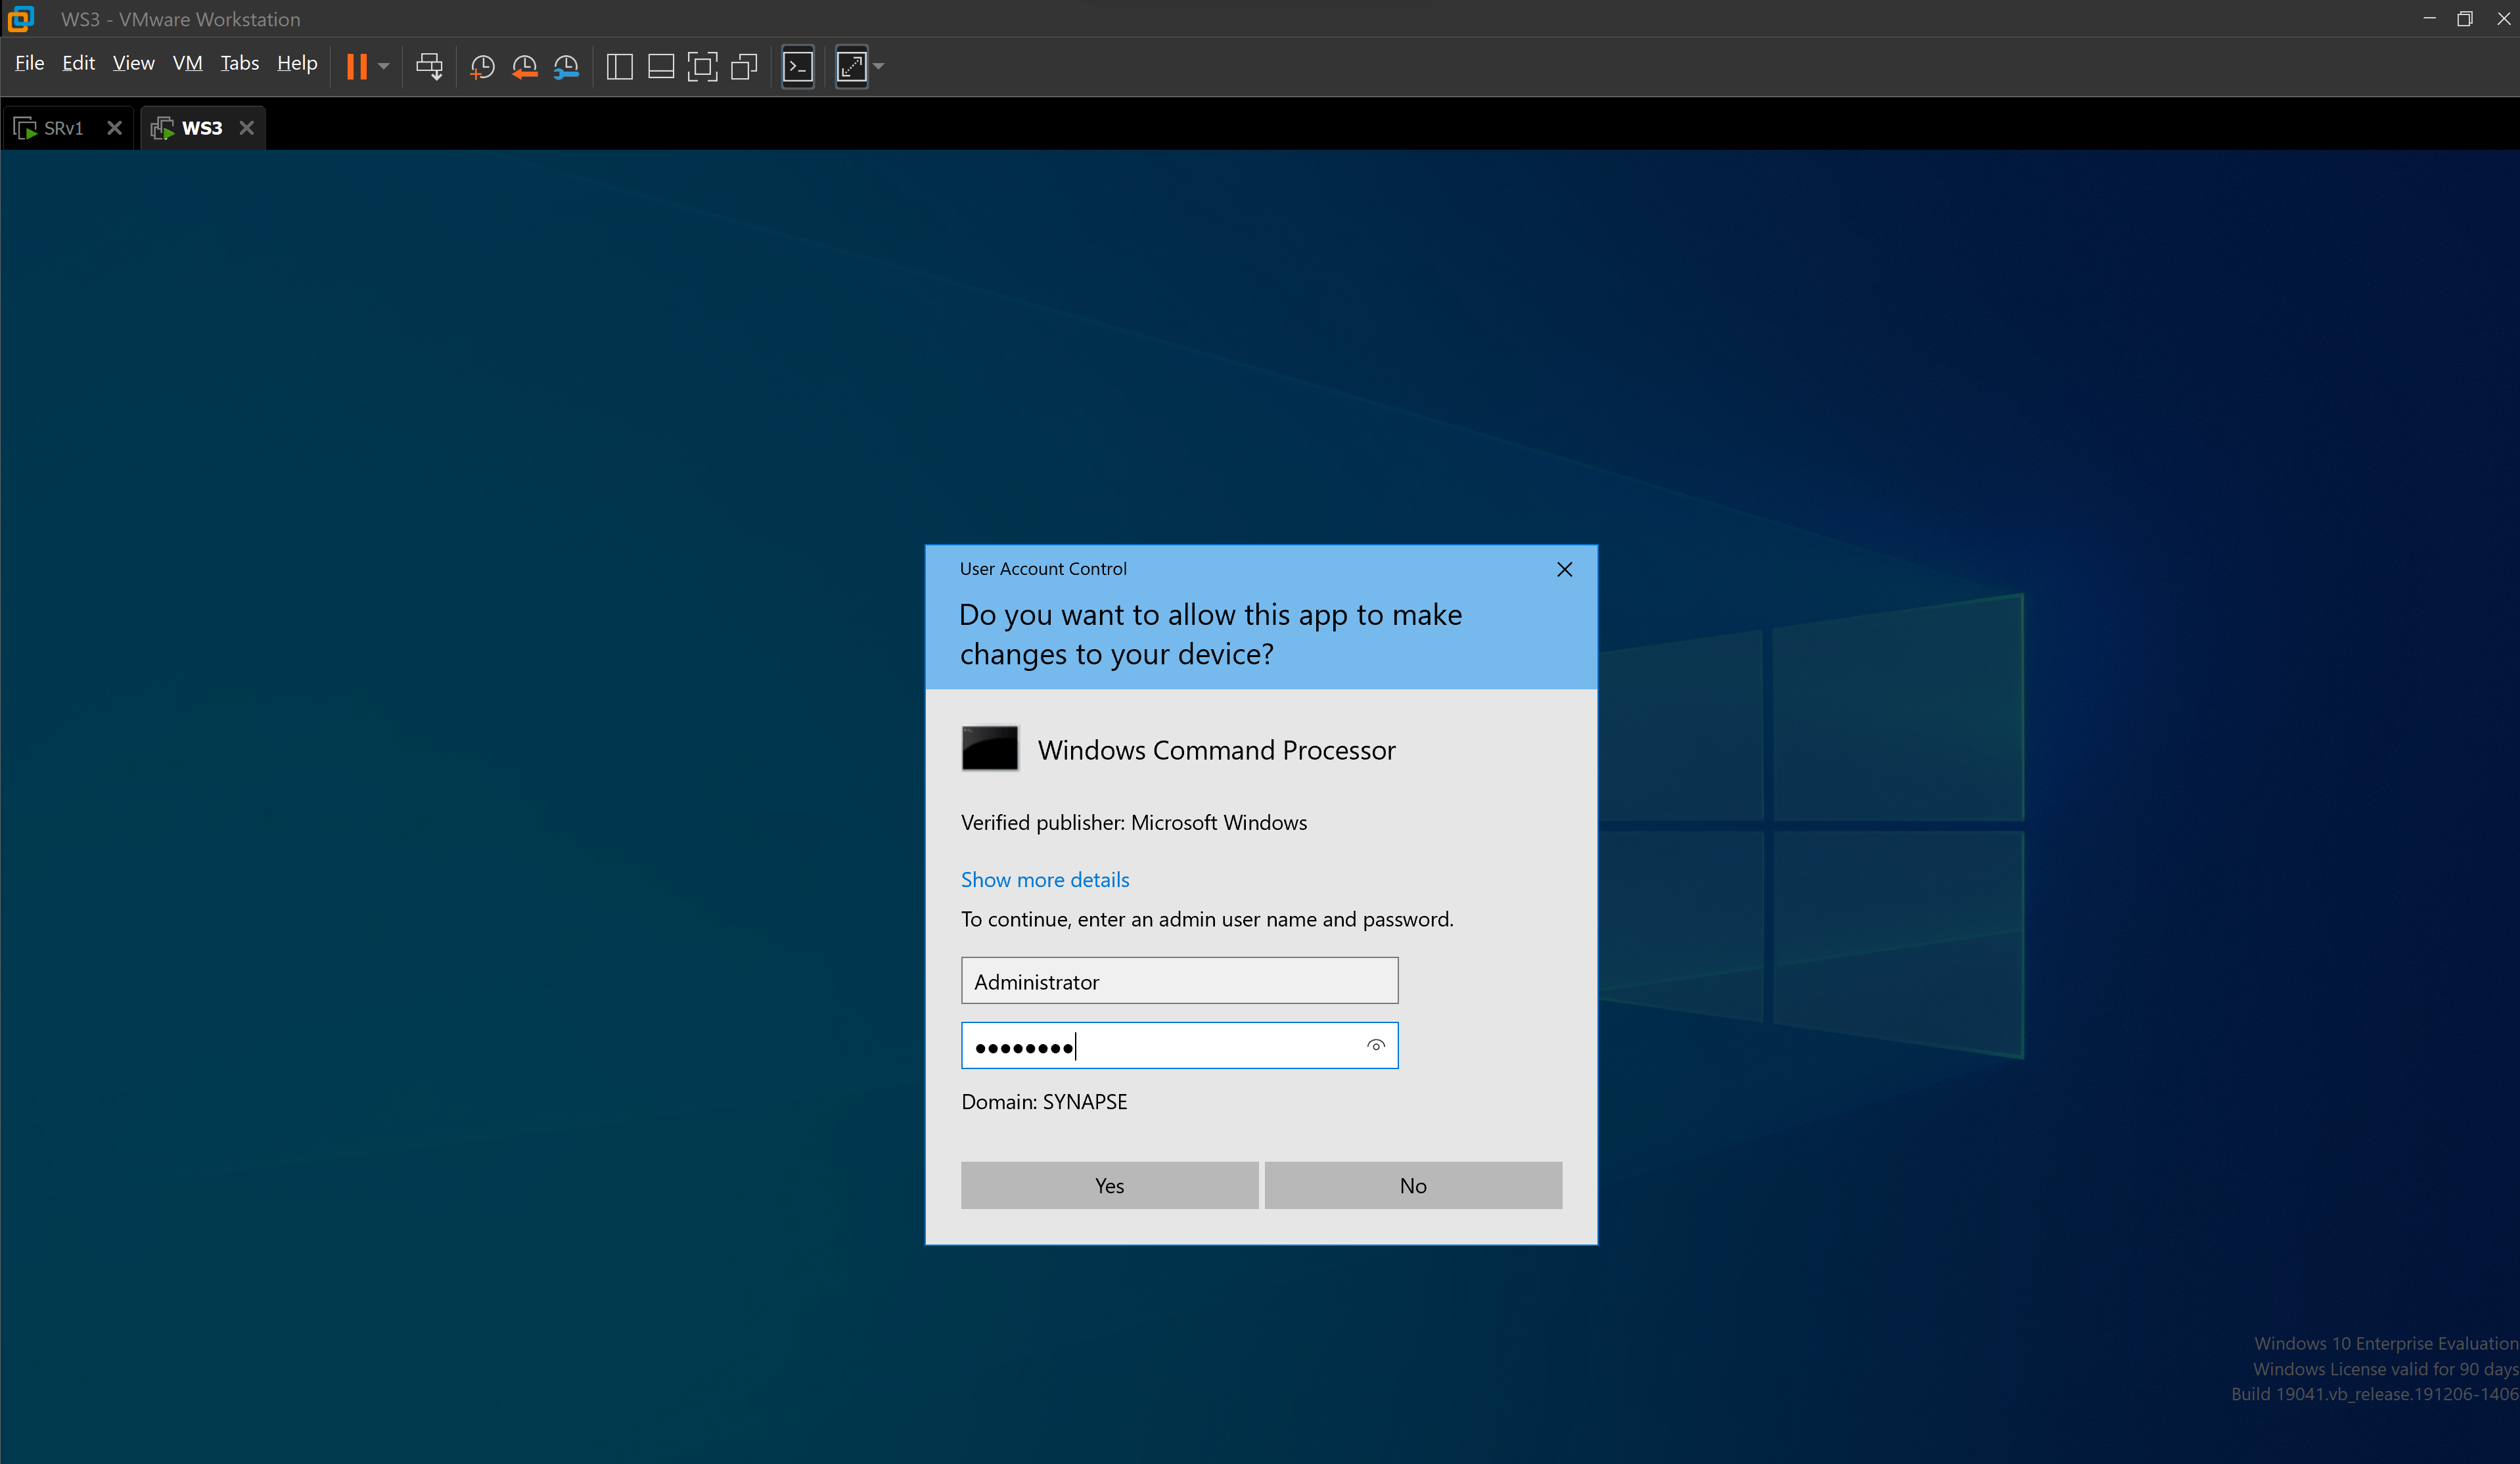 WS3 - VMware Workstation
File Edit View VM Tabs Help
SRv1 WS3
User Account Control
Do you want to allow this app to make
changes to your device?
Windows Command Processor
Verified publisher: Microsoft Windows
Show more details
To continue, enter an admin user name and password.
Administrator
••••••••
Domain: SYNAPSE
Yes No
Windows 10 Enterprise Evaluation
Windows License valid for 90 days
Build 19041.vb_release.191206-1406